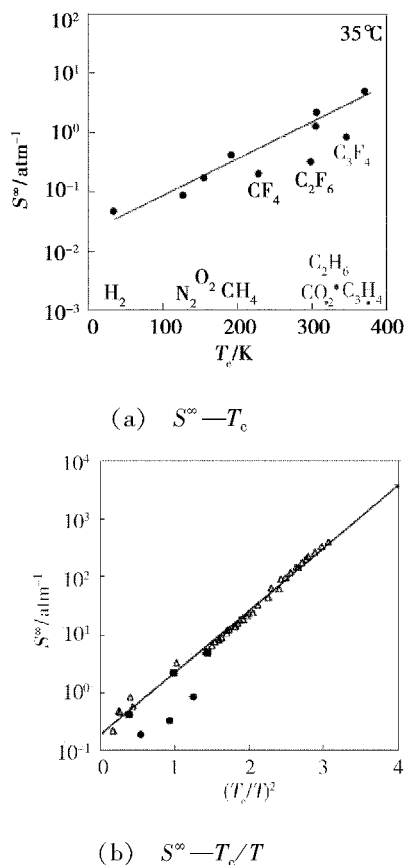 35℃
10²
10¹
10⁰
10⁻¹
10⁻²
10⁻³
S∞/atm⁻¹
C₃F₄
C₂F₆
CF₄
C₂H₆
H₂ N₂ O₂ CH₄ CO₂ C₃H₄
0 100 200 300 400
Tc/K
(a) S∞—Tc
10⁴
10³
10²
10¹
10⁰
10⁻¹
S∞/atm⁻¹
0 1 2 3 4
(Tc/T)²
(b) S∞—Tc/T